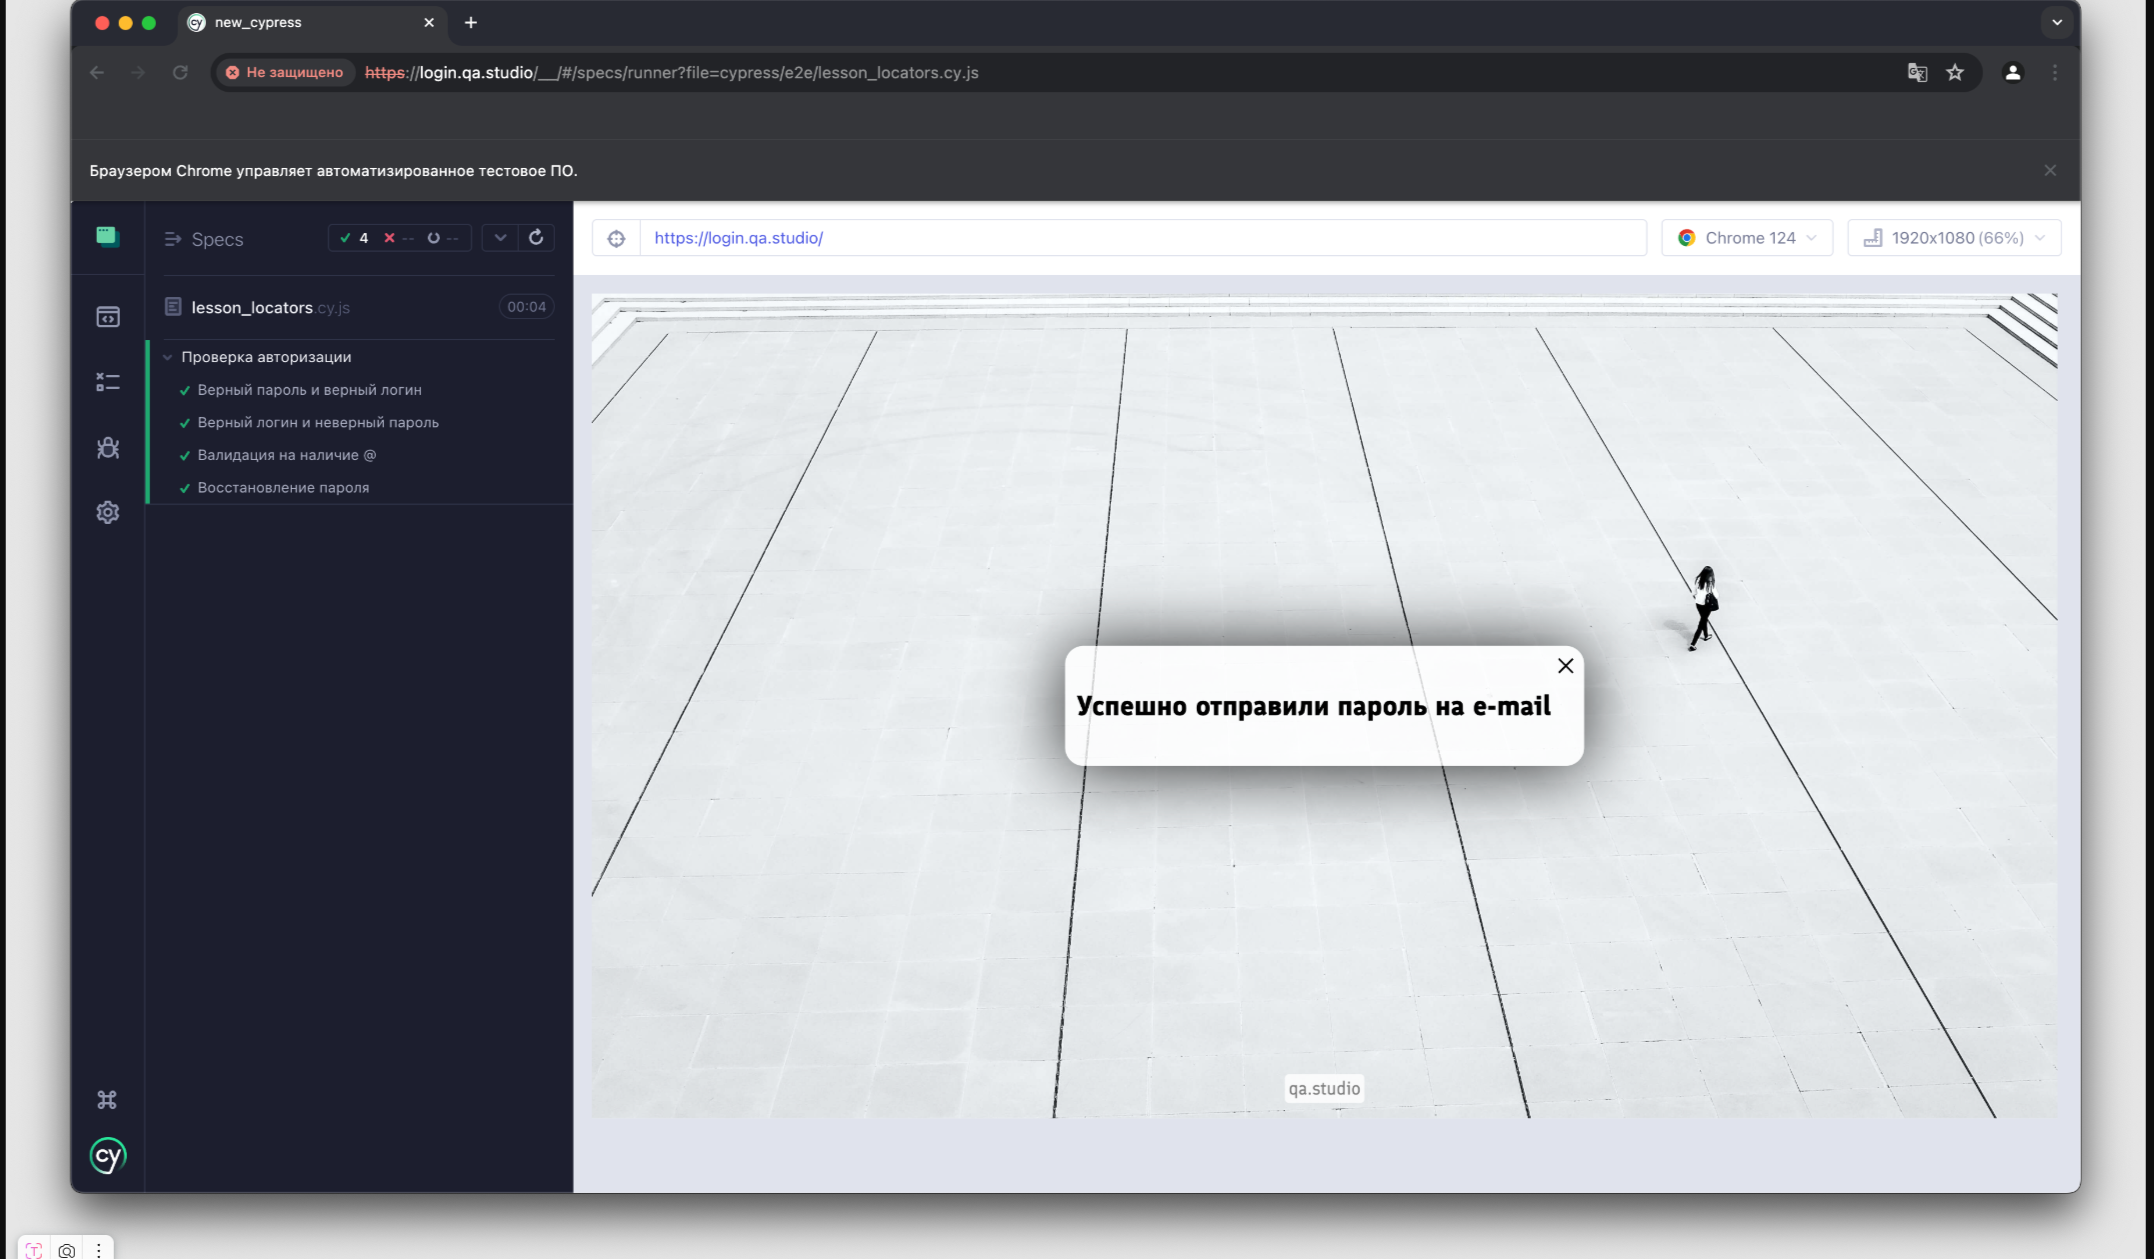 new_cypress
Не защищено https://login.qa.studio/__/#/specs/runner?file=cypress/e2e/lesson_locators.cy.js
Браузером Chrome управляет автоматизированное тестовое ПО.
Specs 4 -- --
https://login.qa.studio/ Chrome 124 1920x1080 (66%)
lesson_locators.cy.js 00:04
Проверка авторизации
Верный пароль и верный логин
Верный логин и неверный пароль
Валидация на наличие @
Восстановление пароля
Успешно отправили пароль на e-mail
qa.studio
cy